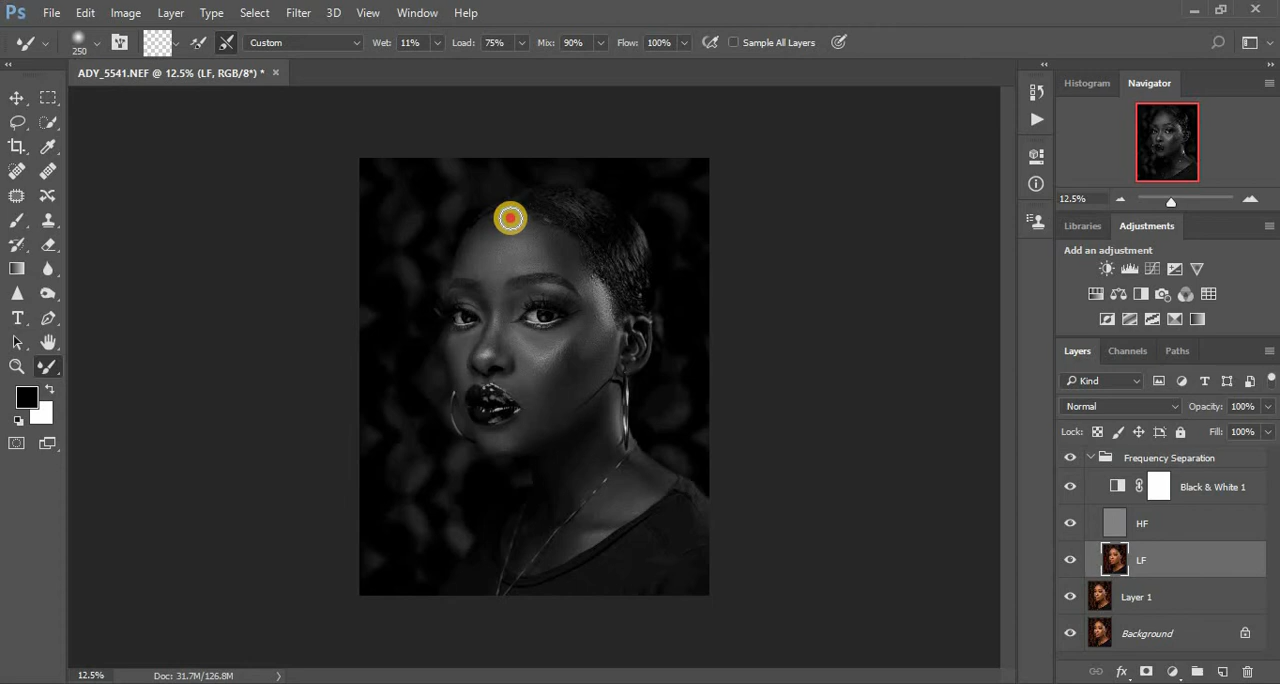 Ps File Edit Image Layer Type Select Filter 3D View Window Help
250 Custom Wet: 11% Load: 75% Mix: 90% Flow: 100% Sample All Layers
ADY_5541.NEF @ 12.5% (LF, RGB/8*) *
Histogram Navigator
12.5%
Libraries Adjustments
Add an adjustment
Layers Channels Paths
Kind
Normal Opacity: 100%
Lock: Fill: 100%
Frequency Separation
Black & White 1
HF
LF
Layer 1
Background
12.5% Doc: 31.7M/126.8M